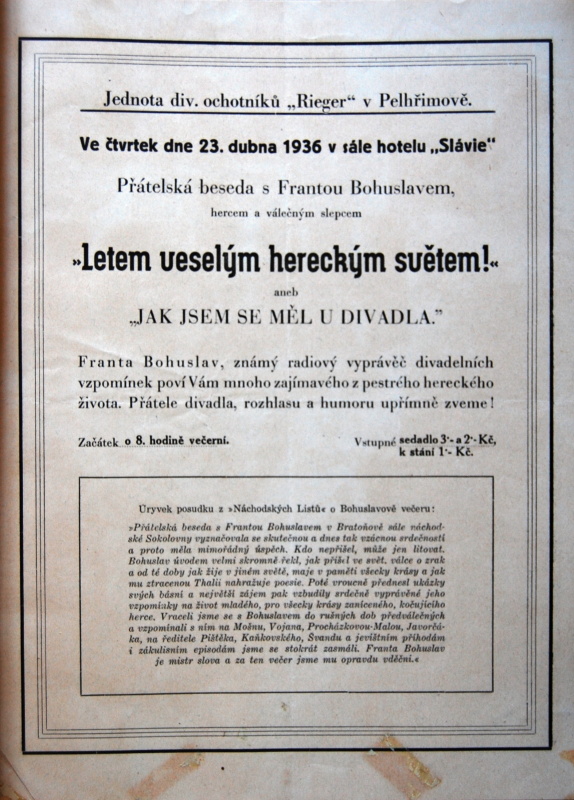 Jednota div. ochotníků „Rieger" v Pelhřimově.
Ve čtvrtek dne 23. dubna 1936 v sále hotelu „Slávie"
Přátelská beseda s Frantou Bohuslavem,
hercem a válečným slepcem
»Letem veselým hereckým světem!«
aneb
„JAK JSEM SE MĚL U DIVADLA."
Franta Bohuslav, známý radiový vyprávěč divadelních
vzpomínek poví Vám mnoho zajímavého z pestrého hereckého
života. Přátele divadla, rozhlasu a humoru upřímně zveme!
Začátek o 8. hodině večerní.
Vstupné sedadlo 3·- a 2·- Kč,
k stání 1·- Kč.
Úryvek posudku z »Náchodských Listů« o Bohuslavově večeru:
»Přátelská beseda s Frantou Bohuslavem v Bratoňově sále náchod-
ské Sokolovny vyznačovala se skutečnou a dnes tak vzácnou srdečností
a proto měla mimořádný úspěch. Kdo nepřišel, může jen litovat.
Bohuslav úvodem velmi skromně řekl, jak přišel ve svět. válce o zrak
a od té doby jak žije v jiném světě, maje v paměti všecky krásy a jak
mu ztracenou Thalii nahražuje poesie. Poté vroucně přednesl ukázky
svých básní a největší zájem pak vzbudily srdečně vyprávěné jeho
vzpomínky na život mladého, pro všecky krásy zaníceného, kočujícího
herce. Vraceli jsme se s Bohuslavem do rušných dob předválečných
a vzpomínali s ním na Mošnu, Vojana, Procházkovou-Malou, Javorčá-
ka, na ředitele Pištěka, Kaňkovského, Švandu a jevištním příhodám
i zákulisním episodám jsme se stokrát zasmáli. Franta Bohuslav
je mistr slova a za ten večer jsme mu opravdu vděčni.«